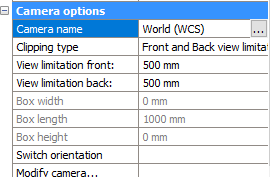 Camera options
Camera name World (WCS) ...
Clipping type Front and Back view limitat
View limitation front: 500 mm
View limitation back: 500 mm
Box width 0 mm
Box length 1000 mm
Box height 0 mm
Switch orientation
Modify camera...